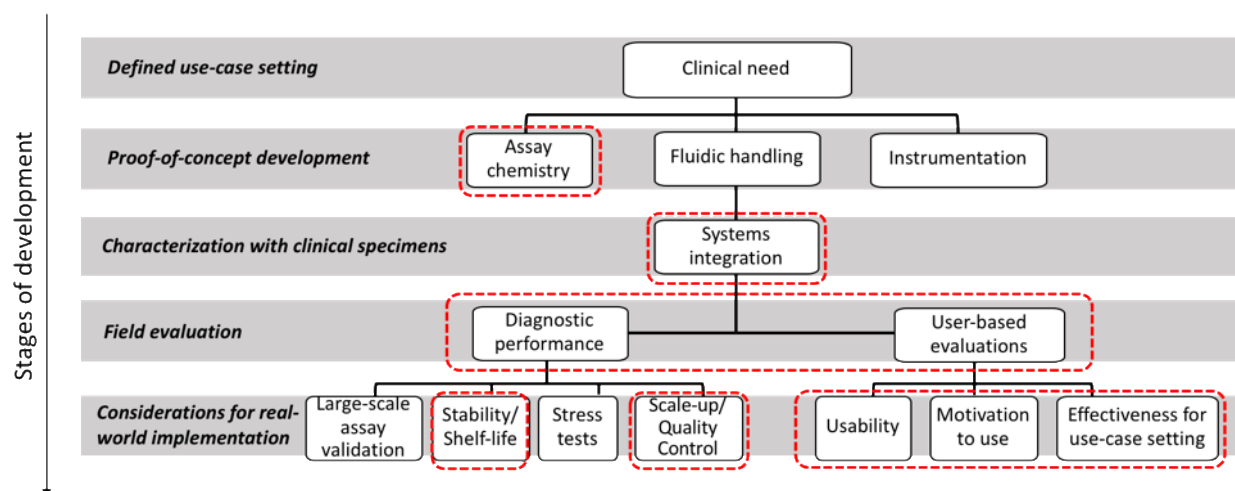 Stages of development
Defined use-case setting
Clinical need
Proof-of-concept development
Assay
chemistry
Fluidic handling
Instrumentation
Characterization with clinical specimens
Systems
integration
Field evaluation
Diagnostic
performance
User-based
evaluations
Considerations for real-
world implementation
Large-scale
assay
validation
Stability/
Shelf-life
Stress
tests
Scale-up/
Quality
Control
Usability
Motivation
to use
Effectiveness for
use-case setting